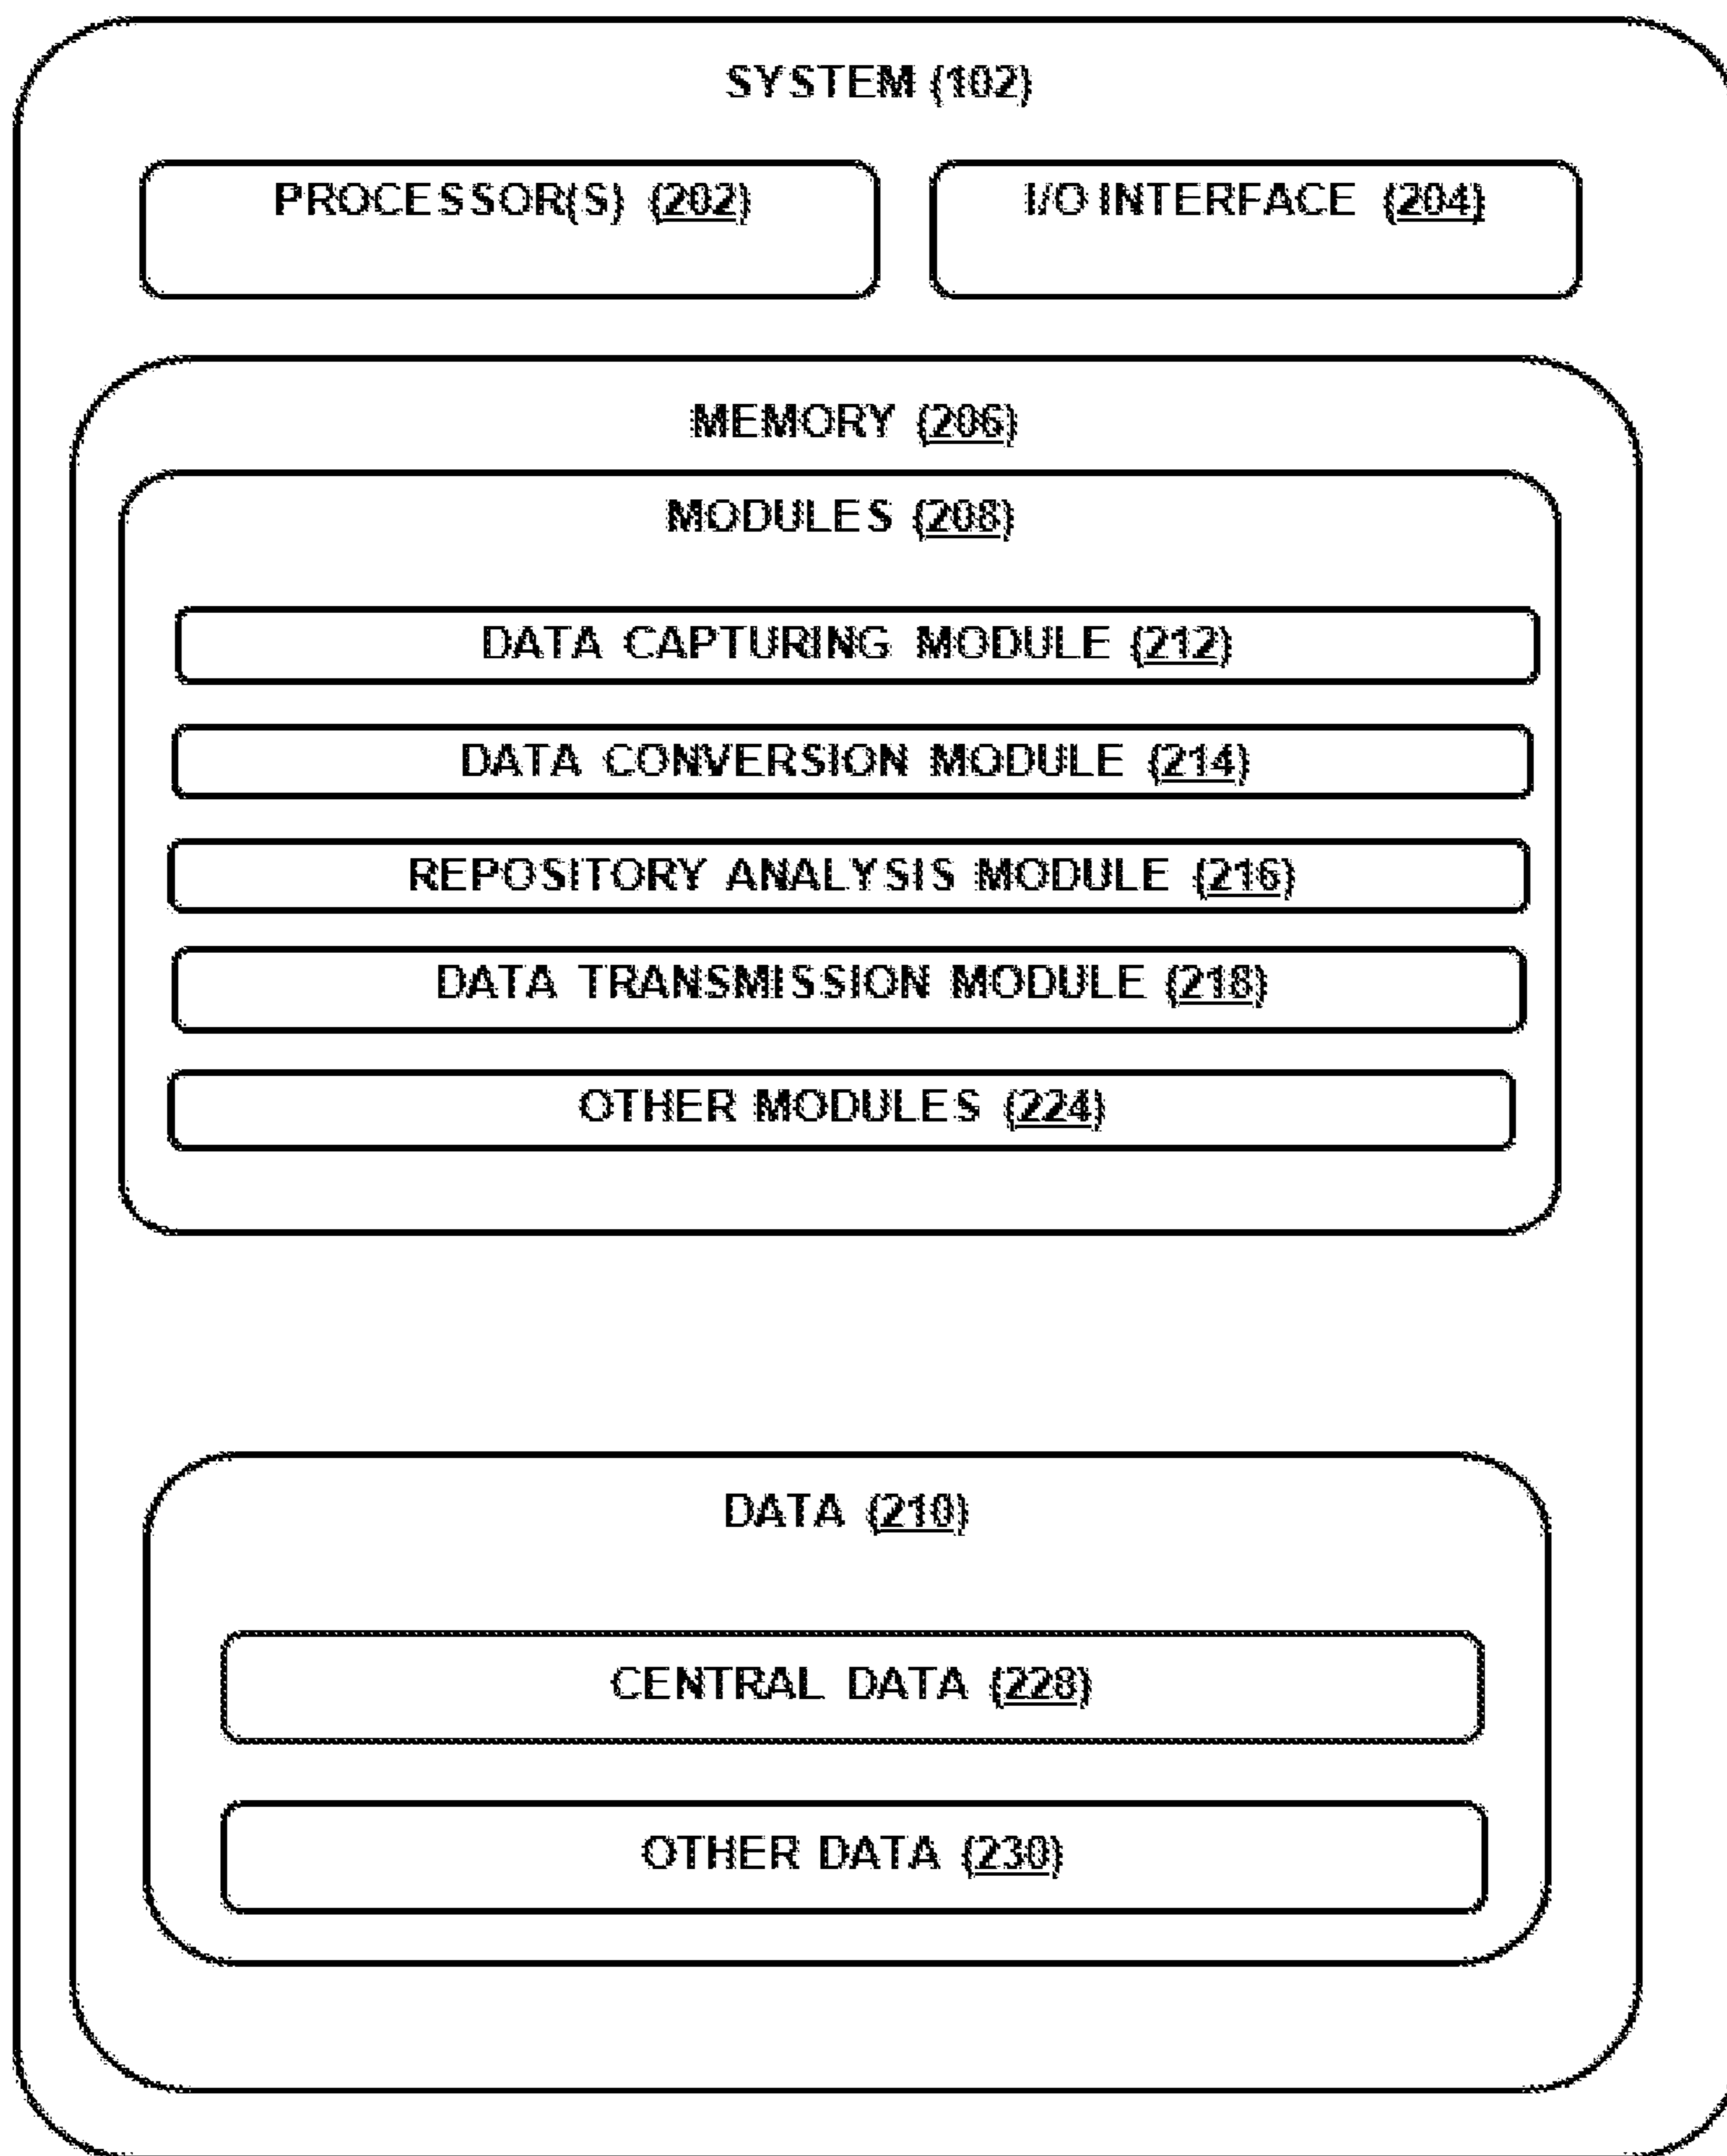 SYSTEM (102)
PROCESSOR(S) (202)
I/O INTERFACE (204)
MEMORY (206)
MODULES (208)
DATA CAPTURING MODULE (212)
DATA CONVERSION MODULE (214)
REPOSITORY ANALYSIS MODULE (216)
DATA TRANSMISSION MODULE (218)
OTHER MODULES (224)
DATA (210)
CENTRAL DATA (228)
OTHER DATA (230)